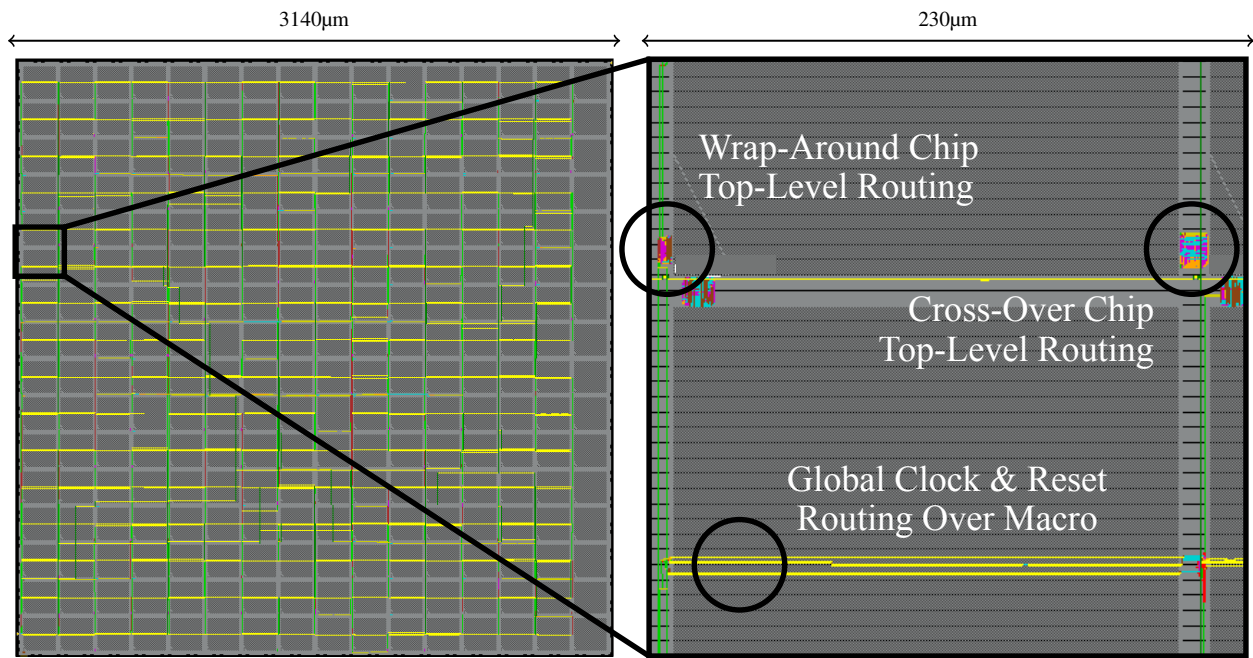 3140µm
230µm
Wrap-Around Chip
Top-Level Routing
Cross-Over Chip
Top-Level Routing
Global Clock & Reset
Routing Over Macro